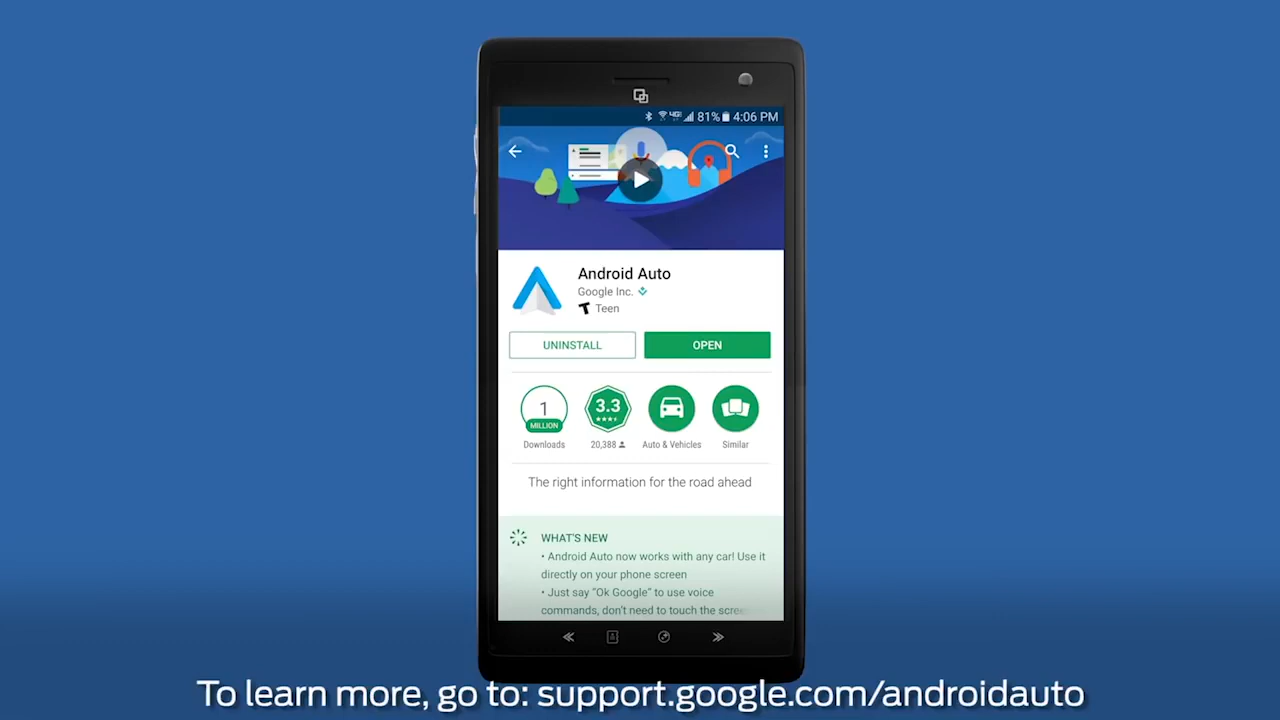 4G 81% 4:06 PM
Android Auto
Google Inc.
T Teen
UNINSTALL
OPEN
1 MILLION
3.3
Downloads
20,388
Auto & Vehicles
Similar
The right information for the road ahead
WHAT'S NEW
• Android Auto now works with any car! Use it
directly on your phone screen
• Just say "Ok Google" to use voice
commands, don't need to touch the scree
To learn more, go to: support.google.com/androidauto